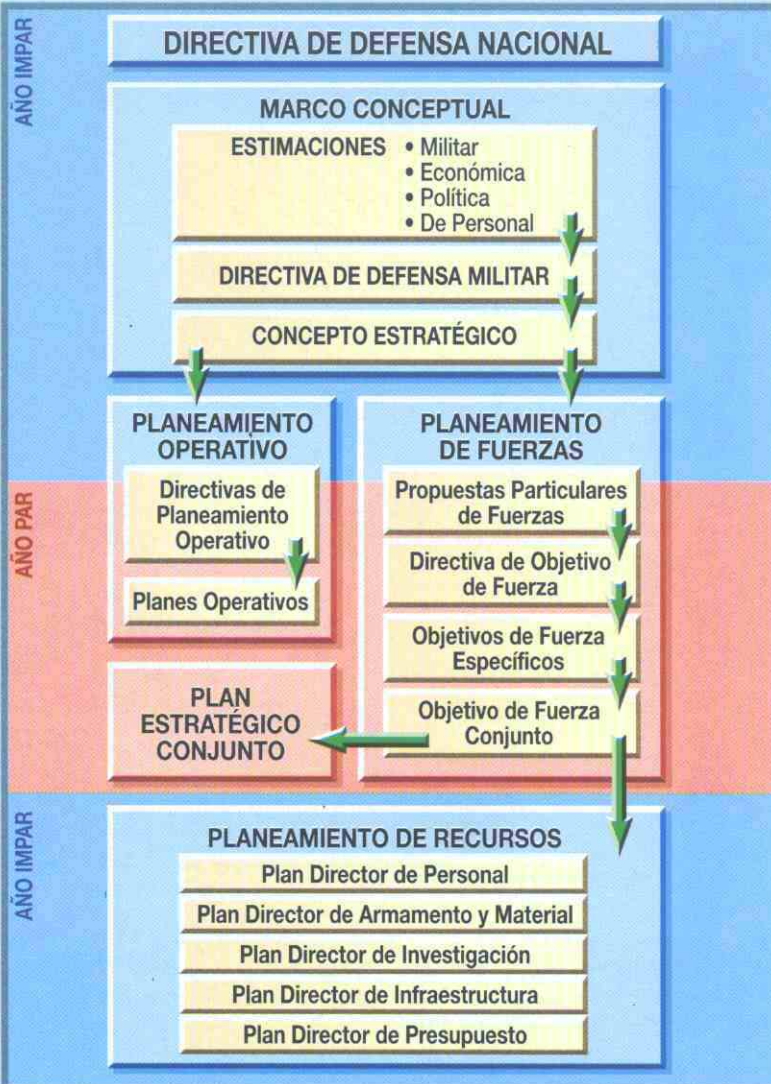 AÑO IMPAR
DIRECTIVA DE DEFENSA NACIONAL
MARCO CONCEPTUAL
ESTIMACIONES • Militar
• Económica
• Política
• De Personal
DIRECTIVA DE DEFENSA MILITAR
CONCEPTO ESTRATÉGICO
PLANEAMIENTO
OPERATIVO
Directivas de
Planeamiento
Operativo
Planes Operativos
PLANEAMIENTO
DE FUERZAS
AÑO PAR
Propuestas Particulares
de Fuerzas
Directiva de Objetivo
de Fuerza
Objetivos de Fuerza
Específicos
Objetivo de Fuerza
Conjunto
PLAN
ESTRATÉGICO
CONJUNTO
AÑO IMPAR
PLANEAMIENTO DE RECURSOS
Plan Director de Personal
Plan Director de Armamento y Material
Plan Director de Investigación
Plan Director de Infraestructura
Plan Director de Presupuesto